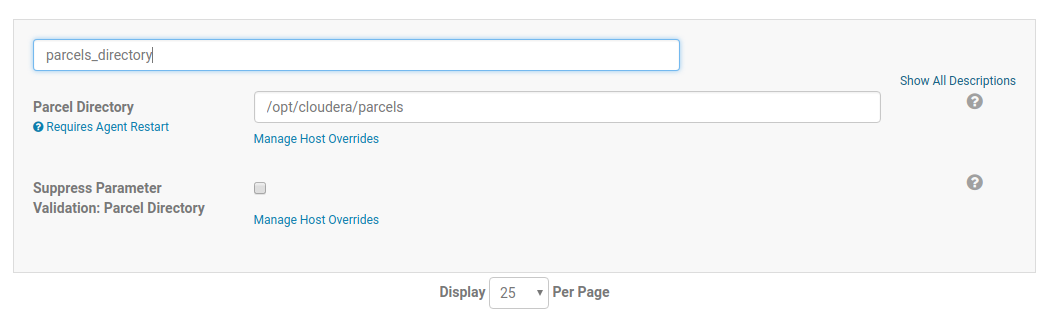 parcels_directory
Show All Descriptions
Parcel Directory
/opt/cloudera/parcels
?
? Requires Agent Restart
Manage Host Overrides
Suppress Parameter
Validation: Parcel Directory
?
Manage Host Overrides
Display 25 Per Page